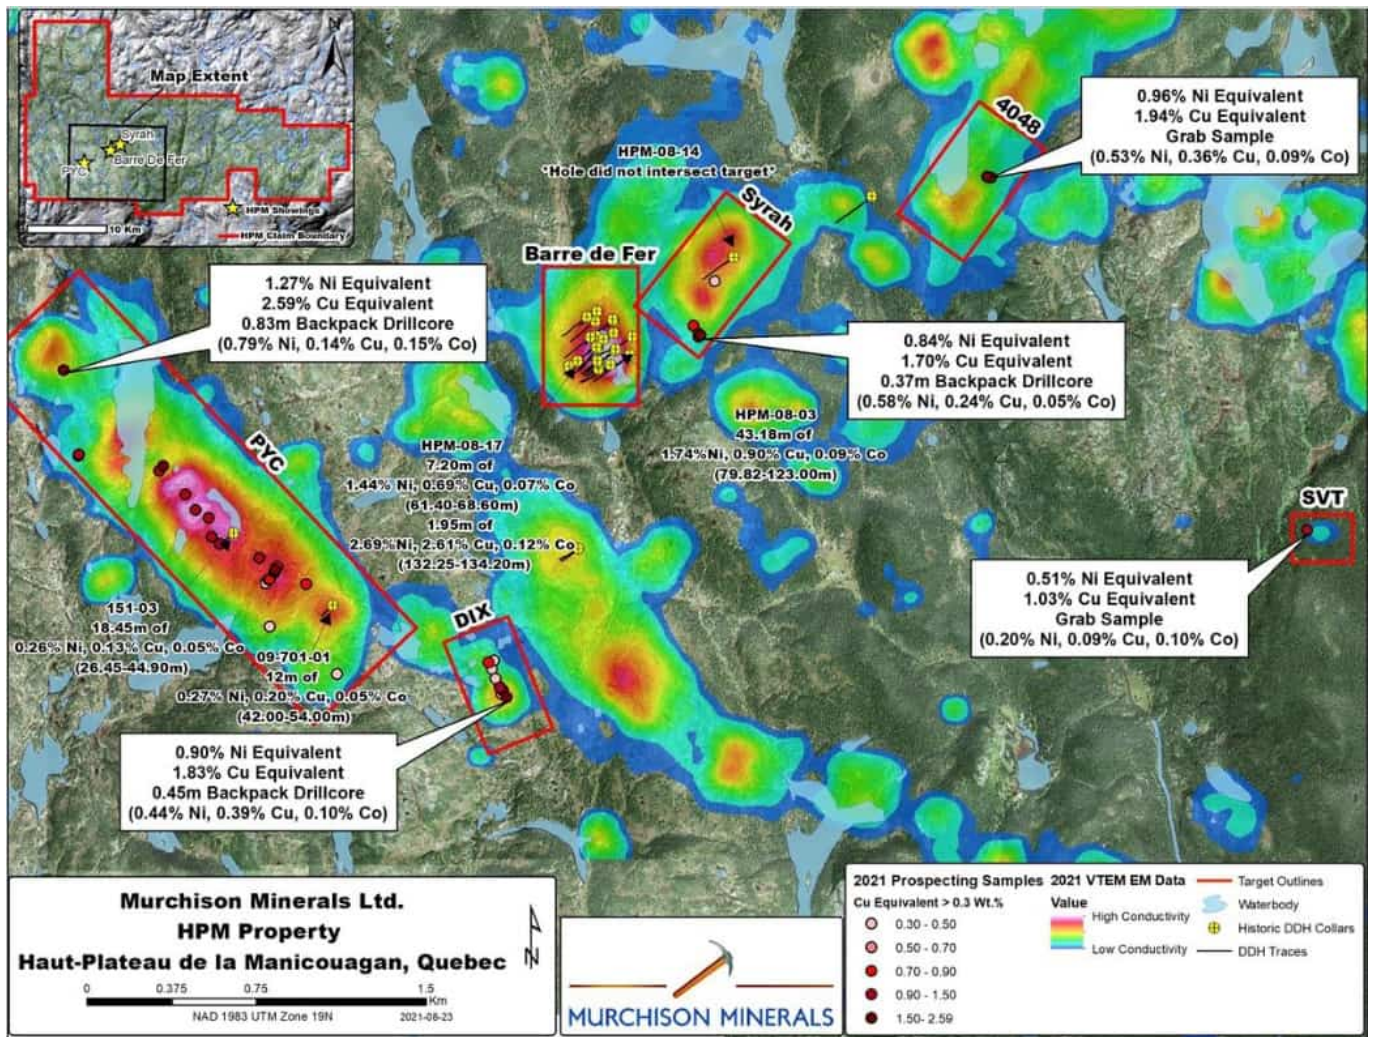 N
Map Extent
Syrah
Barre De Fer
PYC
HPM Showings
10 Km
HPM Claim Boundary
HPM-08-14
*Hole did not intersect target*
4048
0.96% Ni Equivalent
1.94% Cu Equivalent
Grab Sample
(0.53% Ni, 0.36% Cu, 0.09% Co)
Syrah
Barre de Fer
1.27% Ni Equivalent
2.59% Cu Equivalent
0.83m Backpack Drillcore
(0.79% Ni, 0.14% Cu, 0.15% Co)
0.84% Ni Equivalent
1.70% Cu Equivalent
0.37m Backpack Drillcore
(0.58% Ni, 0.24% Cu, 0.05% Co)
PYC
HPM-08-17
7.20m of
1.44% Ni, 0.69% Cu, 0.07% Co
(61.40-68.60m)
1.95m of
2.69%Ni, 2.61% Cu, 0.12% Co
(132.25-134.20m)
HPM-08-03
43.18m of
1.74%Ni, 0.90% Cu, 0.09% Co
(79.82-123.00m)
SVT
0.51% Ni Equivalent
1.03% Cu Equivalent
Grab Sample
(0.20% Ni, 0.09% Cu, 0.10% Co)
151-03
18.45m of
0.26% Ni, 0.13% Cu, 0.05% Co
(26.45-44.90m)
09-701-01
12m of
0.27% Ni, 0.20% Cu, 0.05% Co
(42.00-54.00m)
DIX
0.90% Ni Equivalent
1.83% Cu Equivalent
0.45m Backpack Drillcore
(0.44% Ni, 0.39% Cu, 0.10% Co)
Murchison Minerals Ltd.
HPM Property
Haut-Plateau de la Manicouagan, Quebec
N
0 0.375 0.75 1.5
Km
NAD 1983 UTM Zone 19N 2021-08-23
MURCHISON MINERALS
2021 Prospecting Samples
Cu Equivalent > 0.3 Wt.%
0.30 - 0.50
0.50 - 0.70
0.70 - 0.90
0.90 - 1.50
1.50- 2.59
2021 VTEM EM Data
Value
High Conductivity
Low Conductivity
Target Outlines
Waterbody
Historic DDH Collars
DDH Traces